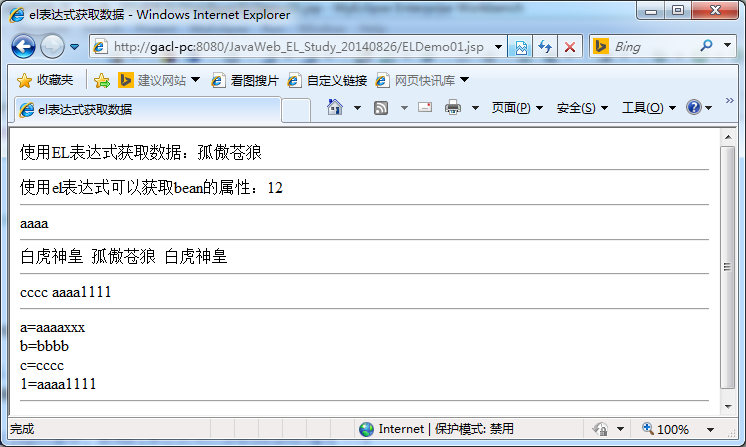 el表达式获取数据 - Windows Internet Explorer
http://gacl-pc:8080/JavaWeb_EL_Study_20140826/ELDemo01.jsp
Bing
收藏夹 建议网站 看图搜片 自定义链接 网页快讯库
el表达式获取数据
页面(P) 安全(S) 工具(O)
使用EL表达式获取数据：孤傲苍狼
使用el表达式可以获取bean的属性：12
aaaa
白虎神皇 孤傲苍狼 白虎神皇
cccc aaaa1111
a=aaaaxxx
b=bbbb
c=cccc
1=aaaa1111
完成 Internet | 保护模式: 禁用 100%